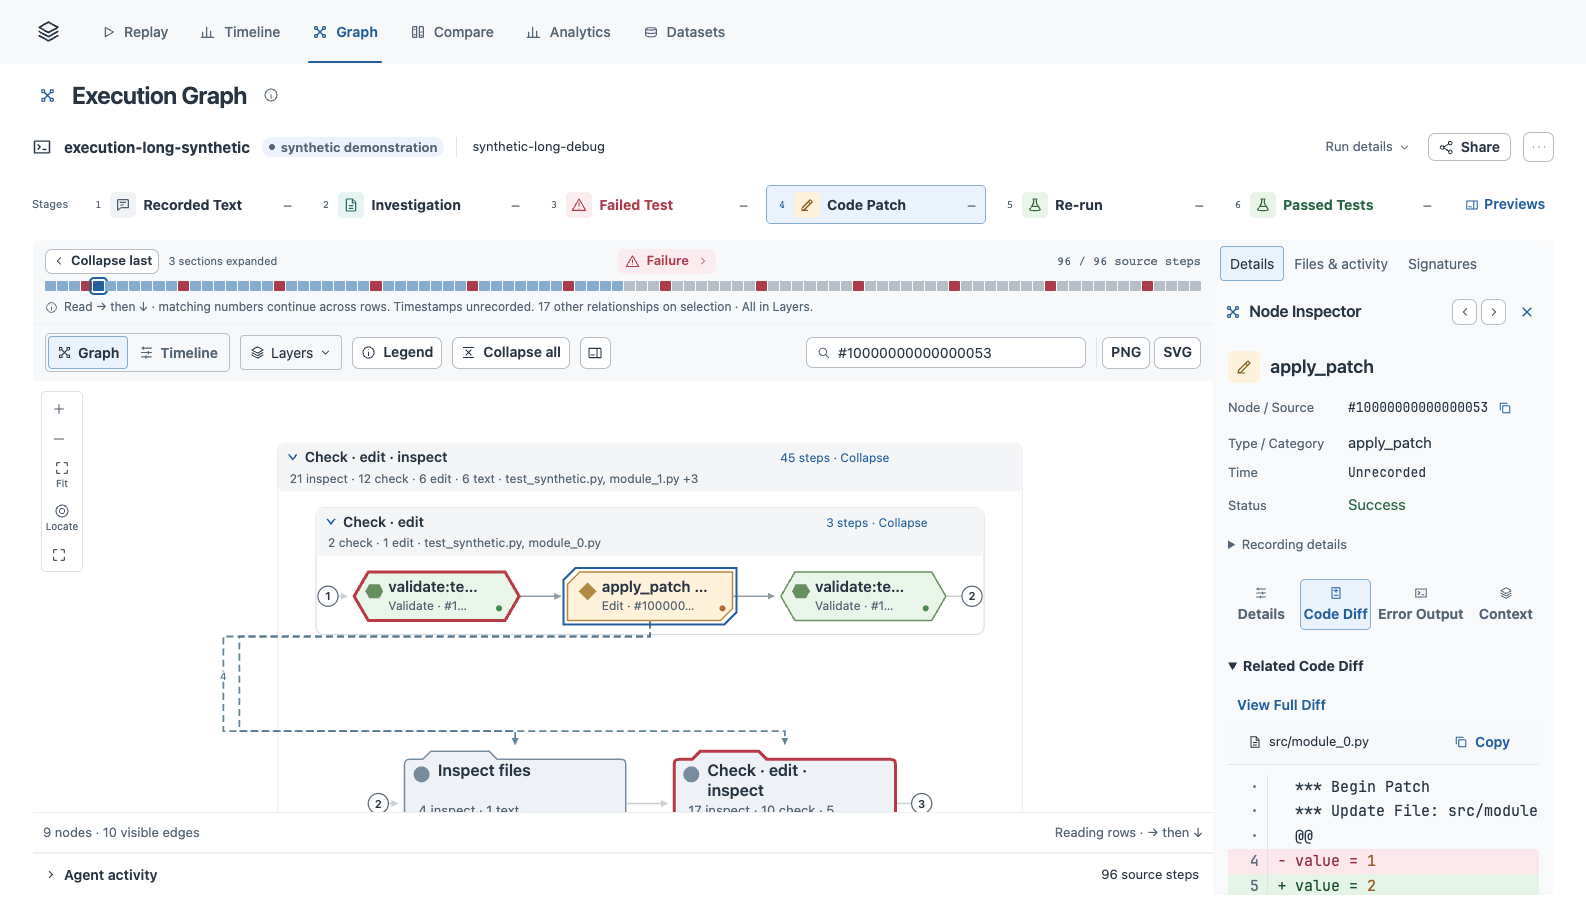 Replay Timeline Graph Compare Analytics Datasets
Execution Graph
execution-long-synthetic • synthetic demonstration synthetic-long-debug Run details Share ...
Stages 1 Recorded Text – 2 Investigation – 3 Failed Test – 4 Code Patch – 5 Re-run – 6 Passed Tests – Previews
Collapse last 3 sections expanded Failure 96 / 96 source steps
Read → then ↓ · matching numbers continue across rows. Timestamps unrecorded. 17 other relationships on selection · All in Layers.
Graph Timeline Layers Legend Collapse all #10000000000000053 PNG SVG
+
–
Fit
Locate
Check · edit · inspect 45 steps · Collapse
21 inspect · 12 check · 6 edit · 6 text · test_synthetic.py, module_1.py +3
Check · edit 3 steps · Collapse
2 check · 1 edit · test_synthetic.py, module_0.py
1 validate:te... apply_patch ... validate:te... 2
Validate · #1... Edit · #100000... Validate · #1...
4
Inspect files Check · edit ·
inspect
2 4 inspect · 1 text 17 inspect · 10 check · 5 3
9 nodes · 10 visible edges Reading rows · → then ↓
Agent activity 96 source steps
Details Files & activity Signatures
Node Inspector
apply_patch
Node / Source #10000000000000053
Type / Category apply_patch
Time Unrecorded
Status Success
Recording details
Details Code Diff Error Output Context
Related Code Diff
View Full Diff
src/module_0.py Copy
· *** Begin Patch
· *** Update File: src/module
· @@
4 - value = 1
5 + value = 2